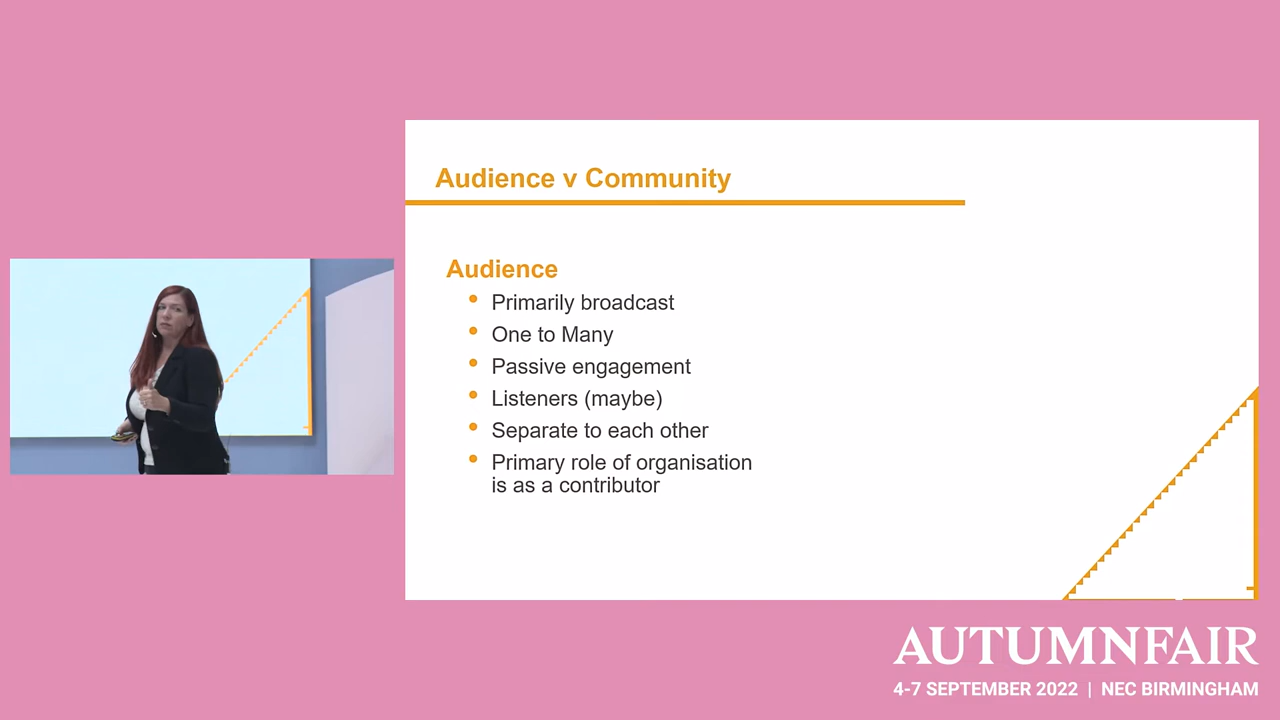 Audience v Community
Audience
Primarily broadcast
One to Many
Passive engagement
Listeners (maybe)
Separate to each other
Primary role of organisation
is as a contributor
AUTUMNFAIR
4-7 SEPTEMBER 2022 | NEC BIRMINGHAM